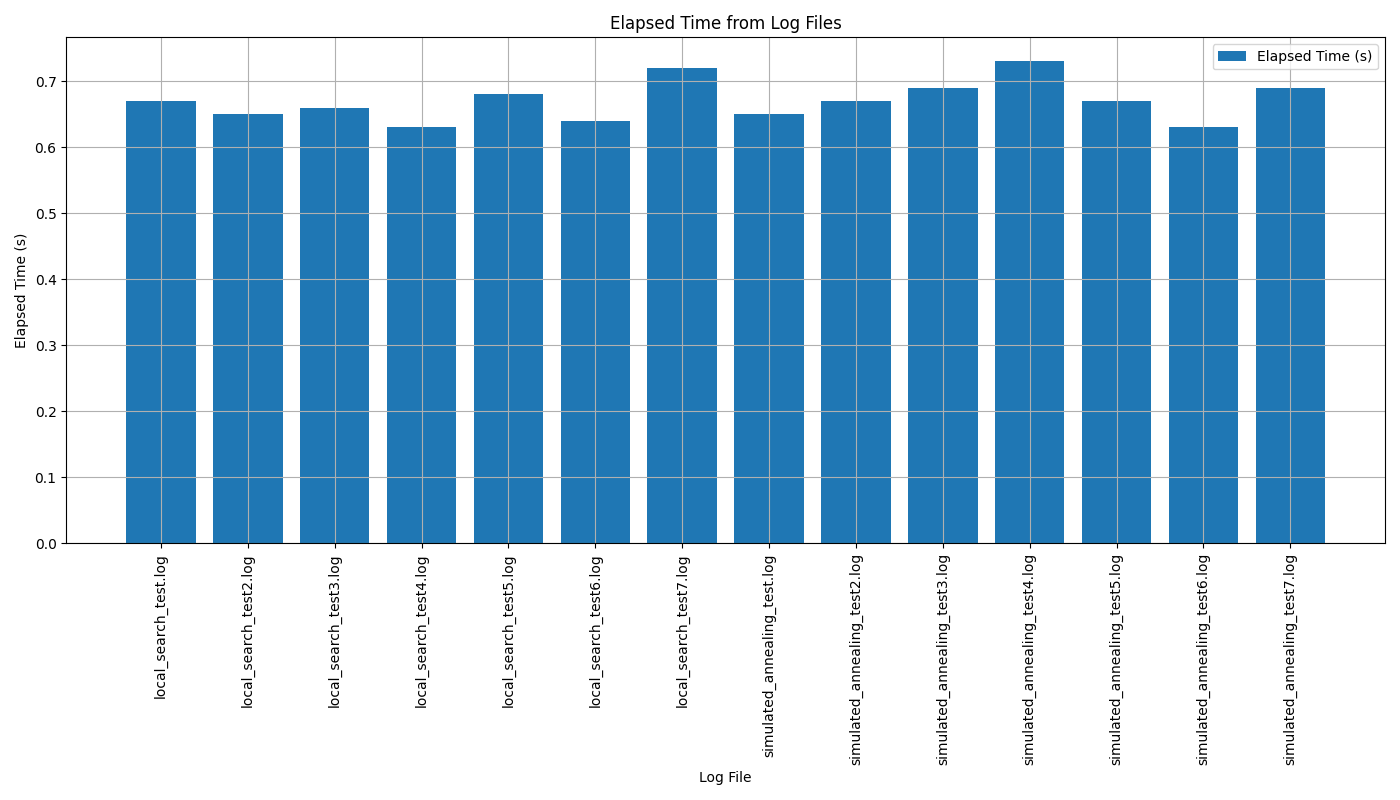 Elapsed Time from Log Files
Elapsed Time (s)
Elapsed Time (s)
0.7
0.6
0.5
0.4
0.3
0.2
0.1
0.0
local_search_test.log
local_search_test2.log
local_search_test3.log
local_search_test4.log
local_search_test5.log
local_search_test6.log
local_search_test7.log
simulated_annealing_test.log
simulated_annealing_test2.log
simulated_annealing_test3.log
simulated_annealing_test4.log
simulated_annealing_test5.log
simulated_annealing_test6.log
simulated_annealing_test7.log
Log File